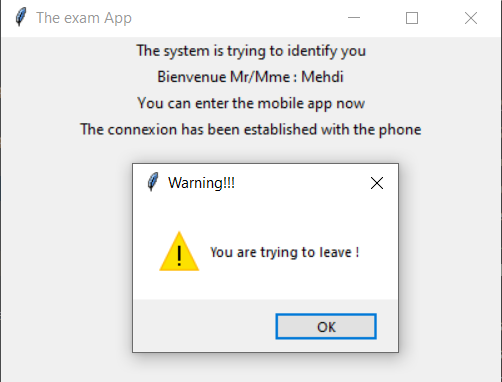 The exam App
The system is trying to identify you
Bienvenue Mr/Mme : Mehdi
You can enter the mobile app now
The connexion has been established with the phone
Warning!!!
You are trying to leave !
OK